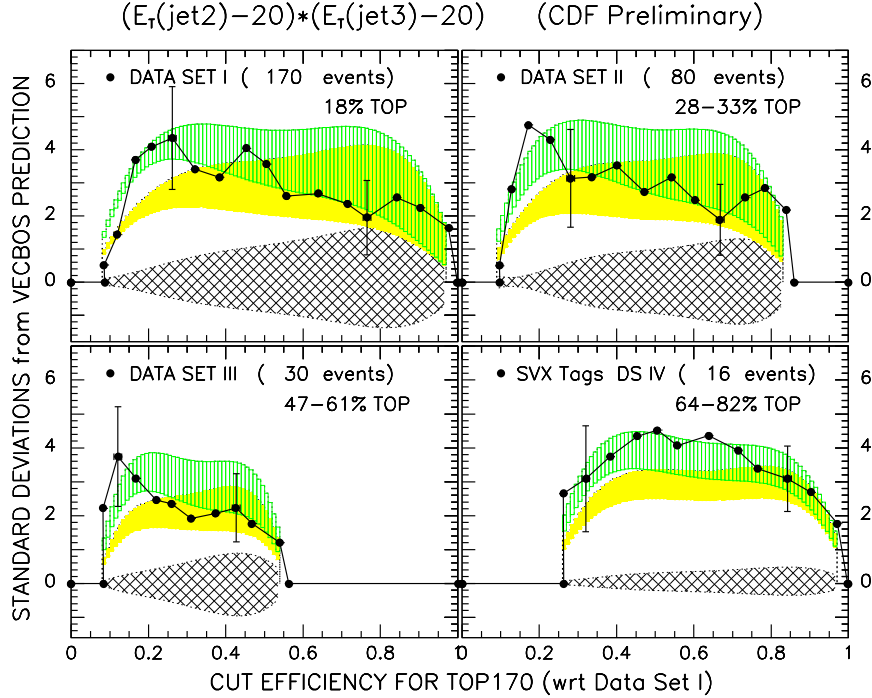 (E_T(jet2)−20)*(E_T(jet3)−20) (CDF Preliminary)
STANDARD DEVIATIONS from VECBOS PREDICTION
6 DATA SET I ( 170 events) DATA SET II ( 80 events) 6
18% TOP 28−33% TOP
4 4
2 2
0 0
6 DATA SET III ( 30 events) SVX Tags DS IV ( 16 events) 6
47−61% TOP 64−82% TOP
4 4
2 2
0 0
0 0.2 0.4 0.6 0.8 1 0 0.2 0.4 0.6 0.8 1
CUT EFFICIENCY FOR TOP170 (wrt Data Set I)